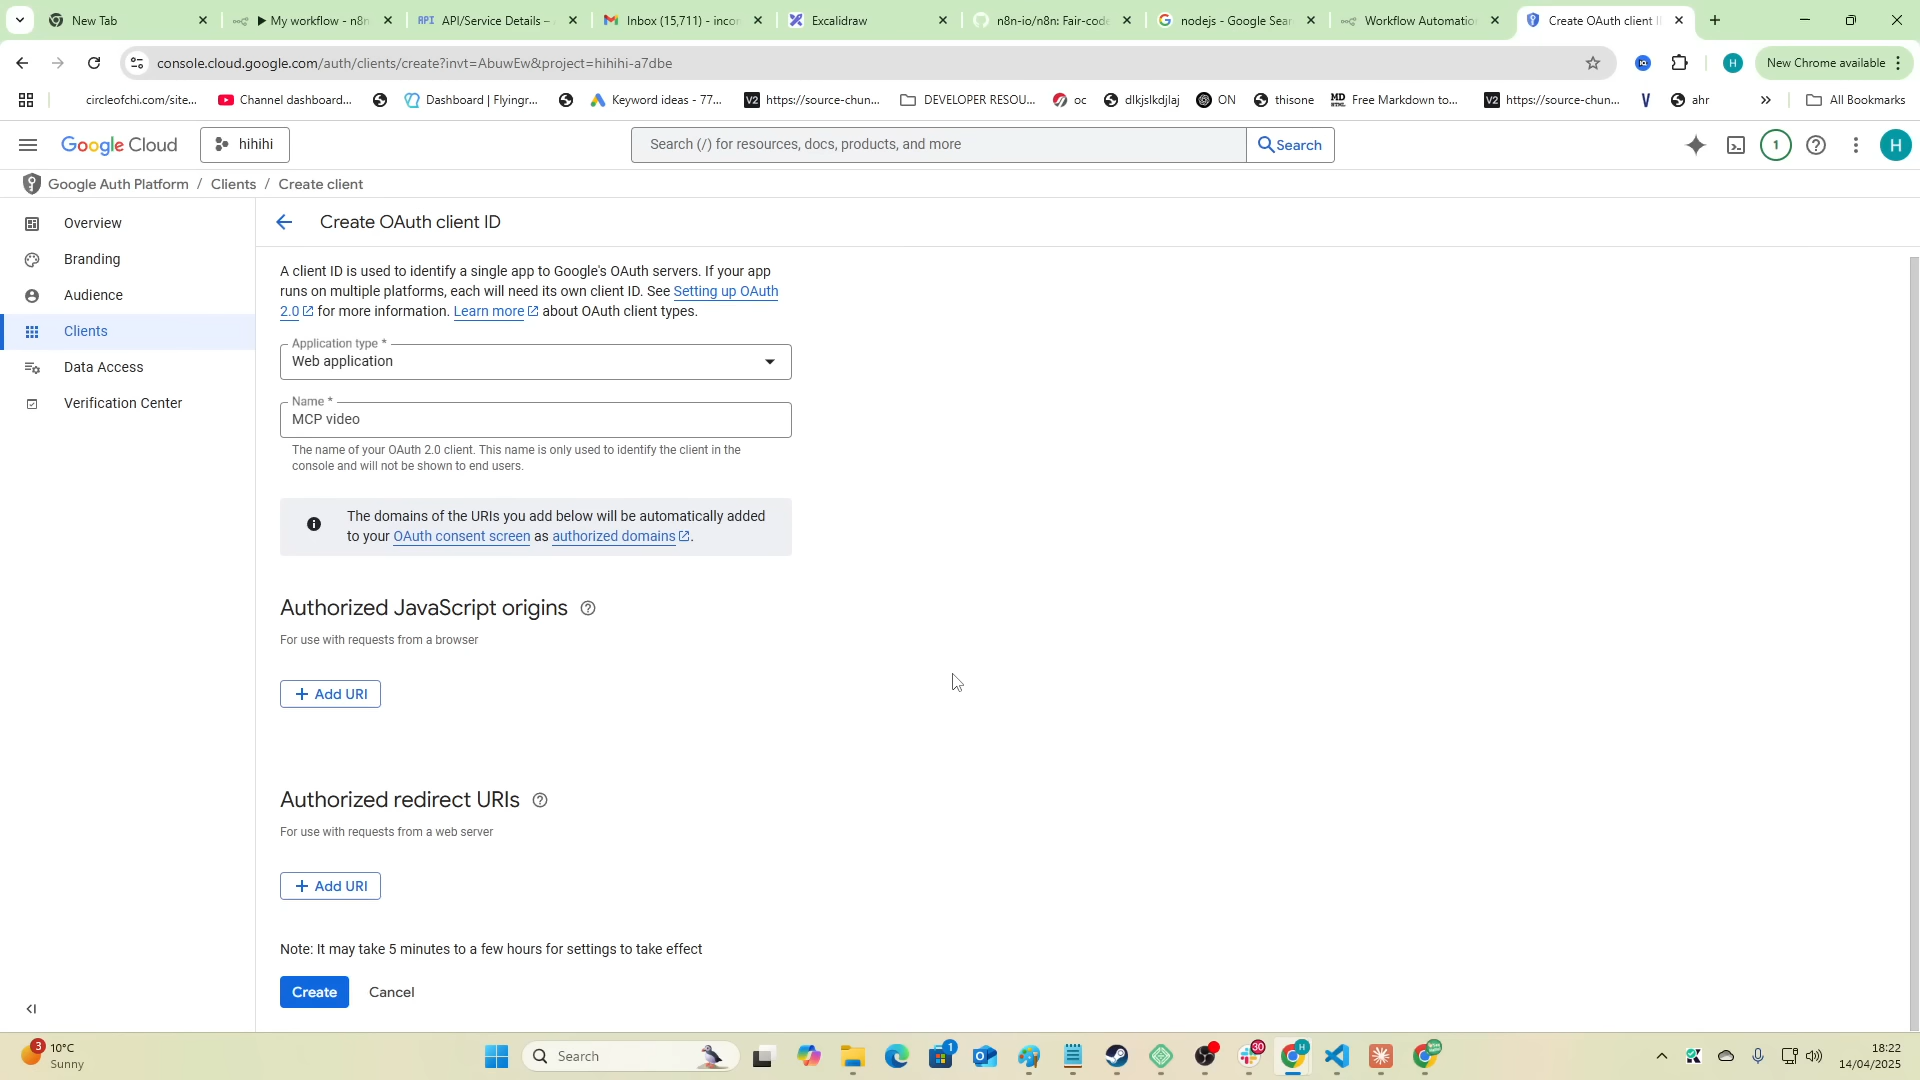 New Tab
▶ My workflow - n8n
API API/Service Details –
Inbox (15,711) - incor
Excalidraw
n8n-io/n8n: Fair-code
nodejs - Google Sear
Workflow Automatio
Create OAuth client I
console.cloud.google.com/auth/clients/create?invt=AbuwEw&project=hihihi-a7dbe
H
New Chrome available
circleofchi.com/site...
Channel dashboard...
Dashboard | Flyingr...
Keyword ideas - 77...
V2 https://source-chun...
DEVELOPER RESOU...
oc
dlkjslkdjlaj
ON
thisone
MD Free Markdown to...
V2 https://source-chun...
V
ahr
»
All Bookmarks
Google Cloud
hihihi
Search (/) for resources, docs, products, and more
Search
1
H
Google Auth Platform / Clients / Create client
Overview
Branding
Audience
Clients
Data Access
Verification Center
Create OAuth client ID
A client ID is used to identify a single app to Google's OAuth servers. If your app
runs on multiple platforms, each will need its own client ID. See Setting up OAuth
2.0 for more information. Learn more about OAuth client types.
Application type *
Web application
Name *
MCP video
The name of your OAuth 2.0 client. This name is only used to identify the client in the
console and will not be shown to end users.
The domains of the URIs you add below will be automatically added
to your OAuth consent screen as authorized domains.
Authorized JavaScript origins
For use with requests from a browser
+ Add URI
Authorized redirect URIs
For use with requests from a web server
+ Add URI
Note: It may take 5 minutes to a few hours for settings to take effect
Create
Cancel
3
10°C
Sunny
Search
1
30
H
18:22
14/04/2025